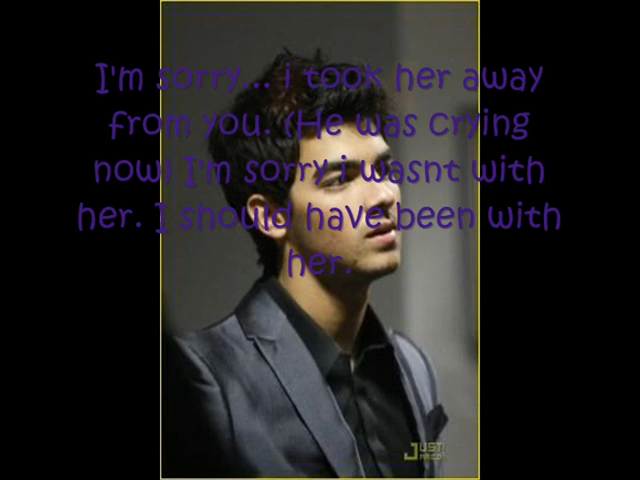 I'm sorry... i took her away
from you. (He was crying
now) I'm sorry i wasnt with
her. I should have been with
her.
JUST